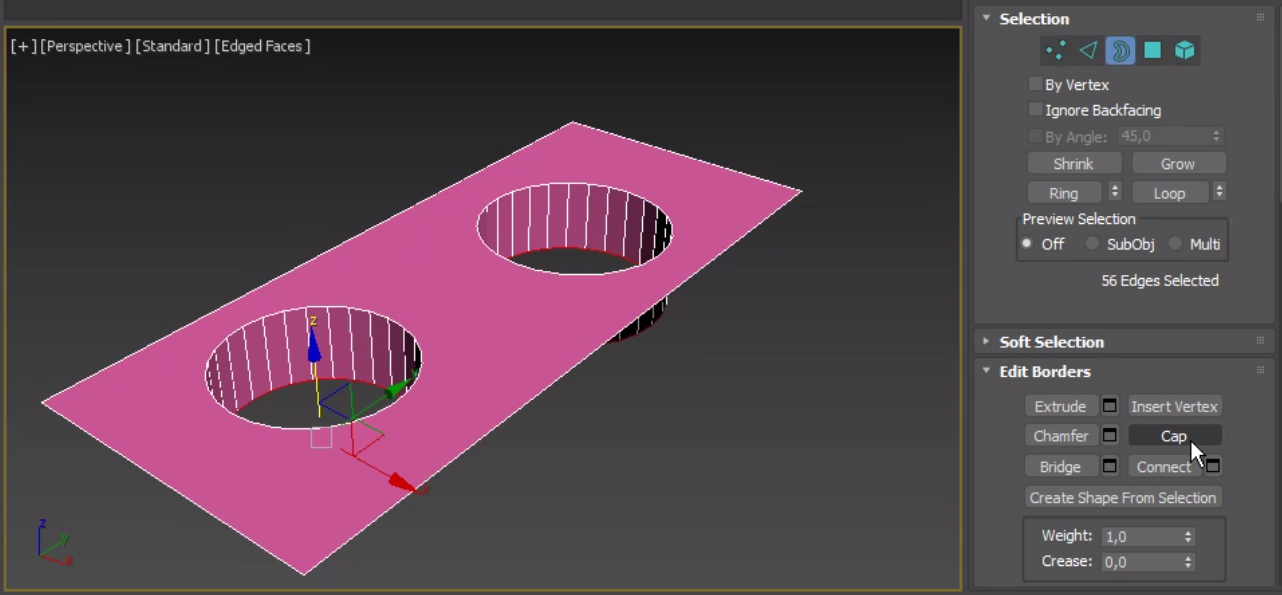 [+] [Perspective] [Standard] [Edged Faces]
z
x
z
y
x
Selection
By Vertex
Ignore Backfacing
By Angle: 45,0
Shrink Grow
Ring Loop
Preview Selection
Off SubObj Multi
56 Edges Selected
Soft Selection
Edit Borders
Extrude Insert Vertex
Chamfer Cap
Bridge Connect
Create Shape From Selection
Weight: 1,0
Crease: 0,0